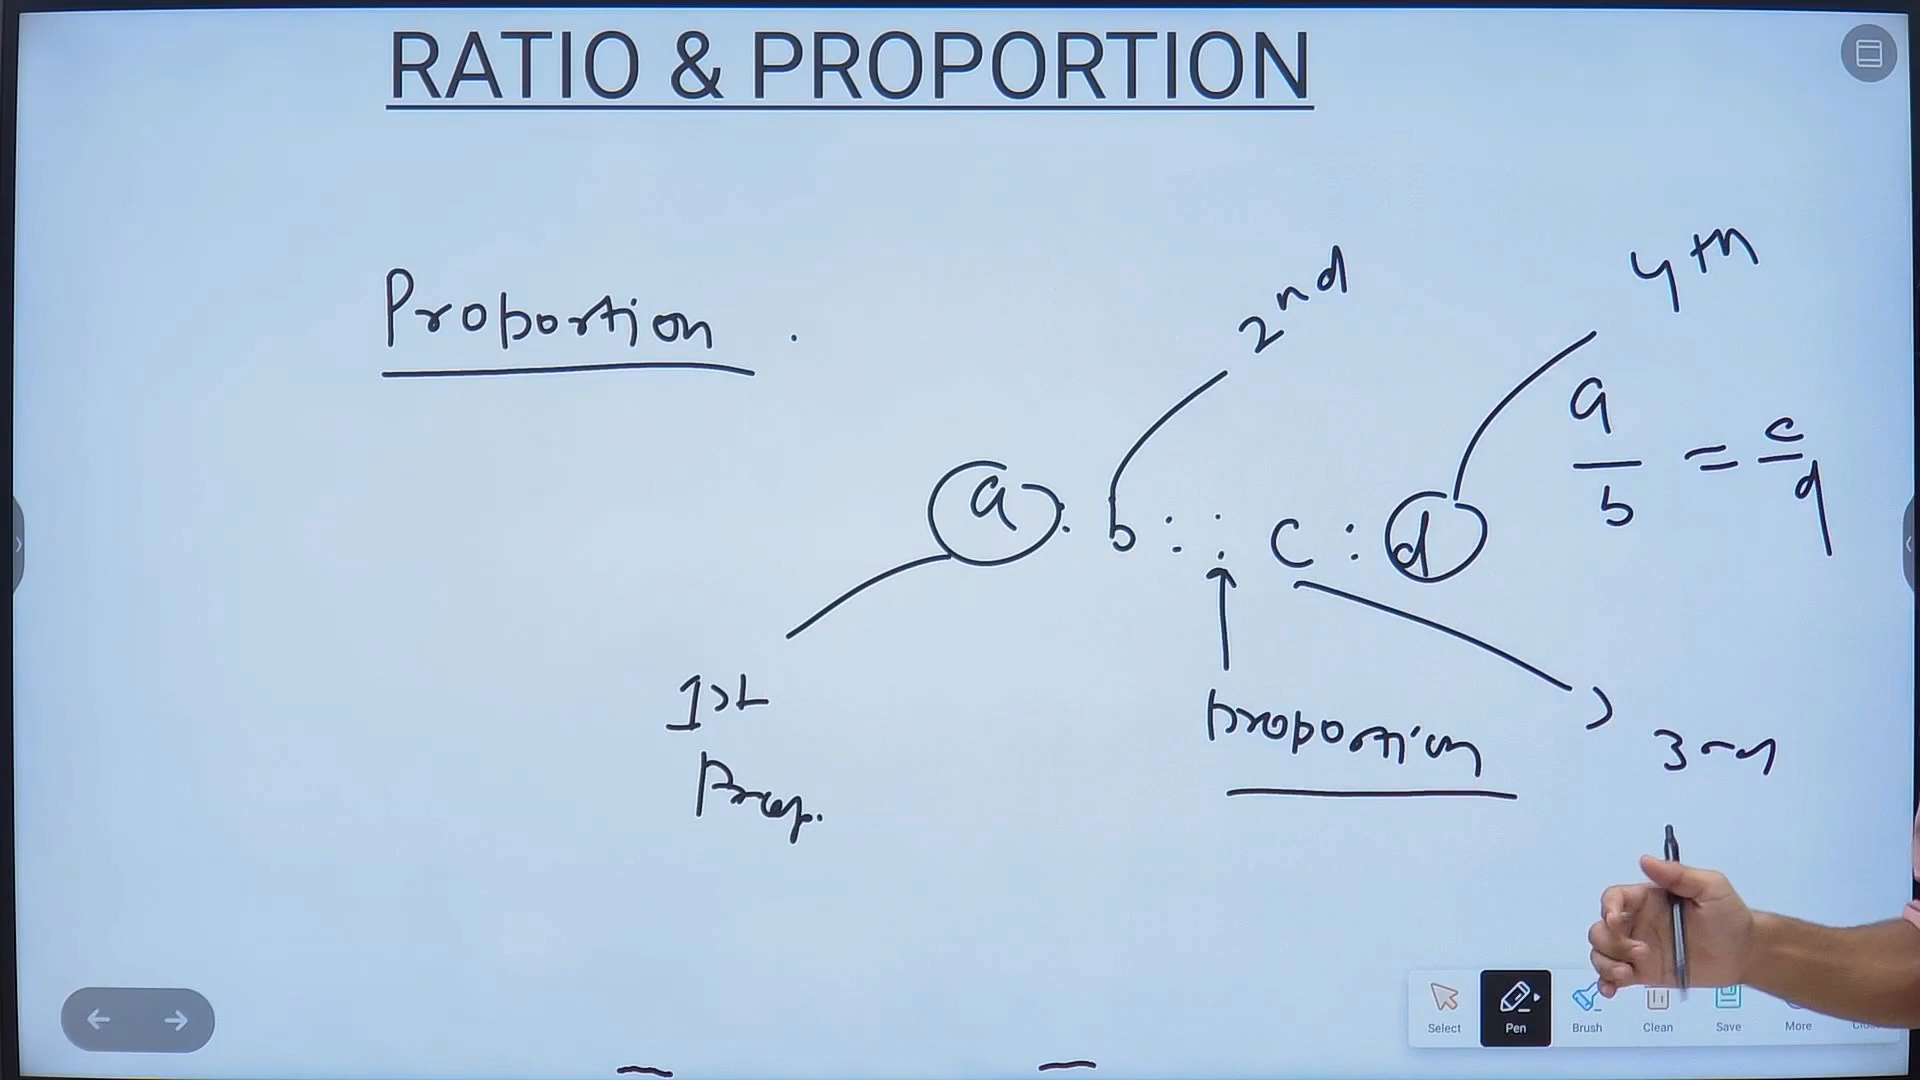 RATIO & PROPORTION
Proportion .
2nd
4th
a : b :: c : d
a/b = c/d
1st
Prop.
proportion
3rd
Select Pen Brush Clean Save More